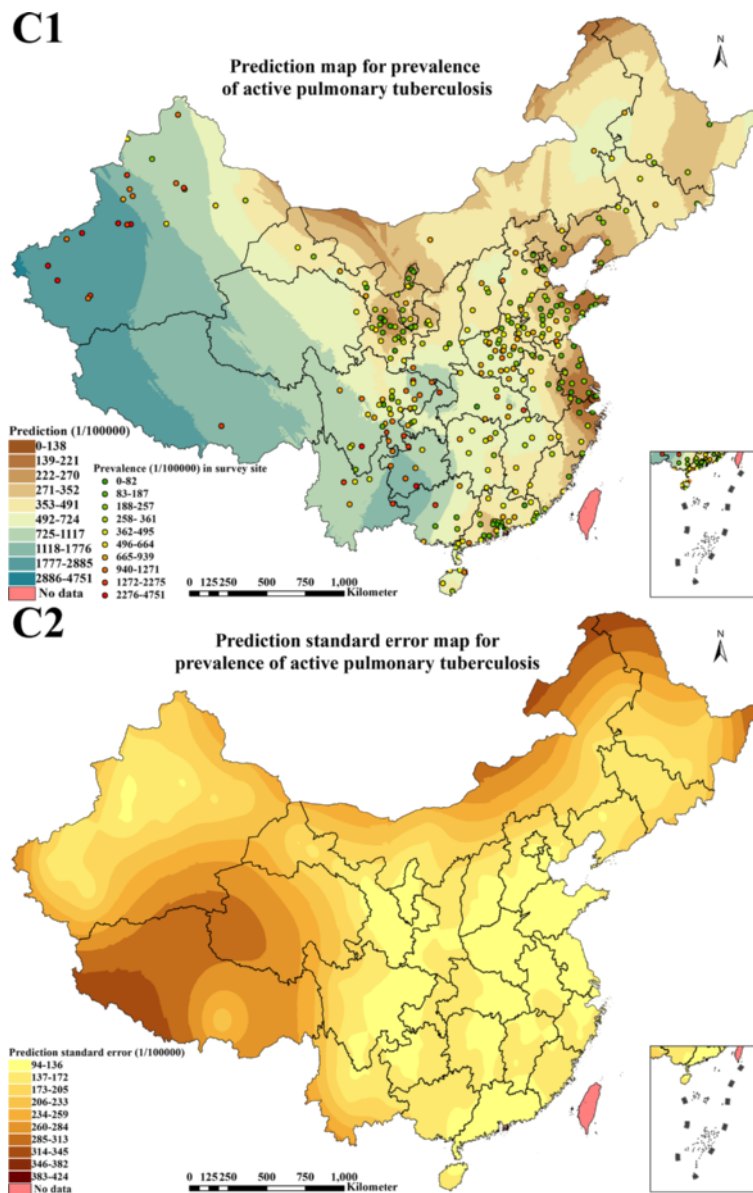 C1
Prediction map for prevalence
of active pulmonary tuberculosis
N
Prediction (1/100000)
0-138
139-221
222-270
271-352
353-491
492-724
725-1117
1118-1776
1777-2885
2886-4751
No data
Prevalence (1/100000) in survey site
0-82
83-187
188-257
258- 361
362-495
496-664
665-939
940-1271
1272-2275
2276-4751
0 125 250 500 750 1,000
Kilometer
C2
Prediction standard error map for
prevalence of active pulmonary tuberculosis
N
Prediction standard error (1/100000)
94-136
137-172
173-205
206-233
234-259
260-284
285-313
314-345
346-382
383-424
No data
0 125 250 500 750 1,000
Kilometer